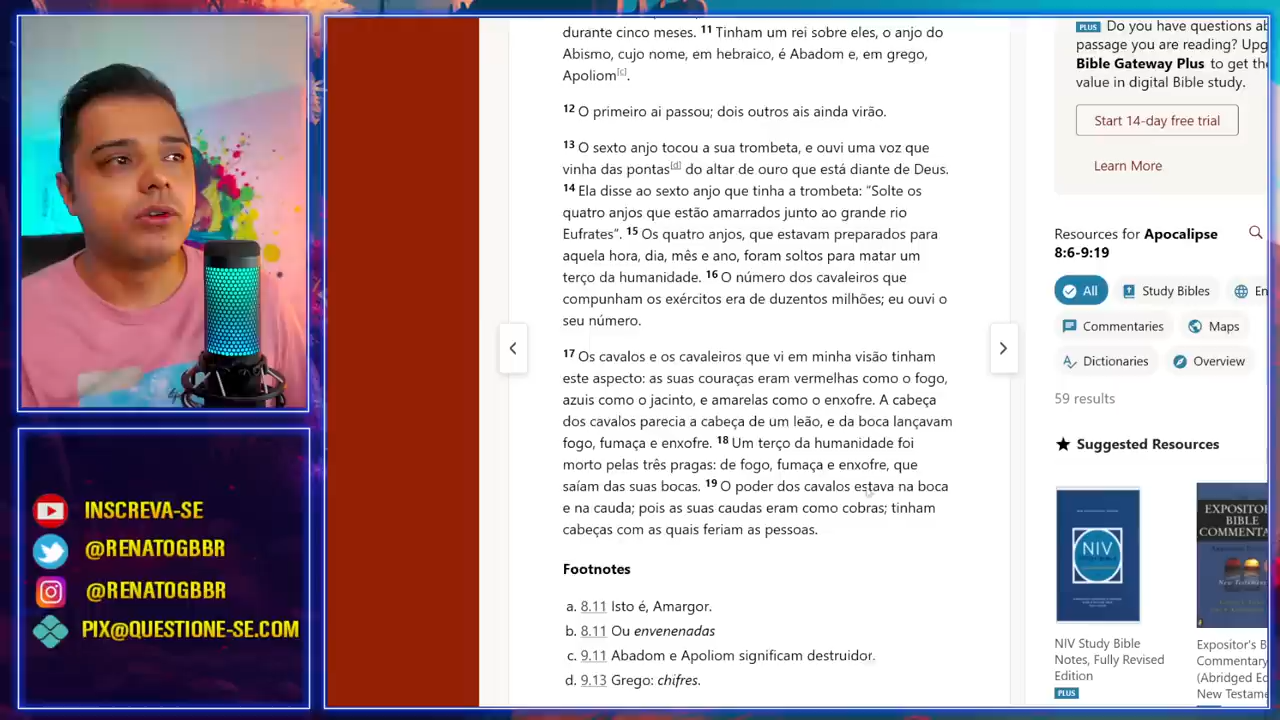 durante cinco meses. 11 Tinham um rei sobre eles, o anjo do
Abismo, cujo nome, em hebraico, é Abadom e, em grego,
Apoliom[c].
12 O primeiro ai passou; dois outros ais ainda virão.
13 O sexto anjo tocou a sua trombeta, e ouvi uma voz que
vinha das pontas[d] do altar de ouro que está diante de Deus.
14 Ela disse ao sexto anjo que tinha a trombeta: “Solte os
quatro anjos que estão amarrados junto ao grande rio
Eufrates”. 15 Os quatro anjos, que estavam preparados para
aquela hora, dia, mês e ano, foram soltos para matar um
terço da humanidade. 16 O número dos cavaleiros que
compunham os exércitos era de duzentos milhões; eu ouvi o
seu número.
17 Os cavalos e os cavaleiros que vi em minha visão tinham
este aspecto: as suas couraças eram vermelhas como o fogo,
azuis como o jacinto, e amarelas como o enxofre. A cabeça
dos cavalos parecia a cabeça de um leão, e da boca lançavam
fogo, fumaça e enxofre. 18 Um terço da humanidade foi
morto pelas três pragas: de fogo, fumaça e enxofre, que
saíam das suas bocas. 19 O poder dos cavalos estava na boca
e na cauda; pois as suas caudas eram como cobras; tinham
cabeças com as quais feriam as pessoas.
Footnotes
a. 8.11 Isto é, Amargor.
b. 8.11 Ou envenenadas
c. 9.11 Abadom e Apoliom significam destruidor.
d. 9.13 Grego: chifres.
PLUS Do you have questions ab
passage you are reading? Upg
Bible Gateway Plus to get the
value in digital Bible study.
Start 14-day free trial
Learn More
Resources for Apocalipse
8:6-9:19
All Study Bibles En
Commentaries Maps
Dictionaries Overview
59 results
Suggested Resources
NIV
EXPOSITOR'S
BIBLE
COMMENTA
NIV Study Bible
Notes, Fully Revised
Edition
PLUS
Expositor's B
Commentary
(Abridged Ed
New Testame
INSCREVA-SE
@RENATOGBBR
@RENATOGBBR
PIX@QUESTIONE-SE.COM